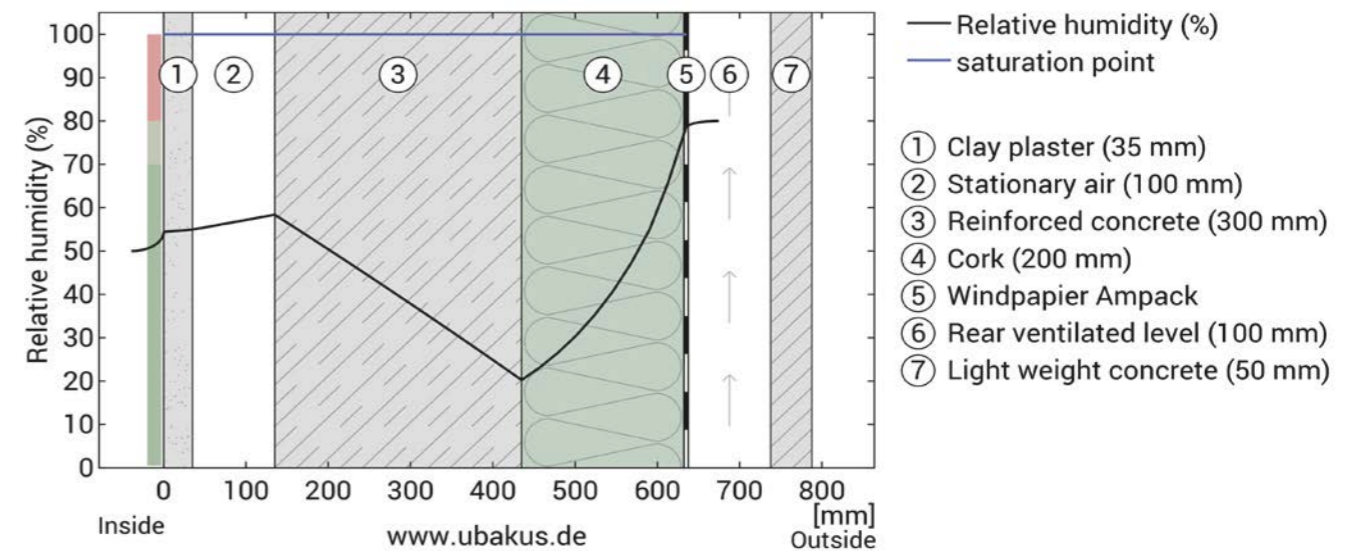 Relative humidity (%)
100
90
80
70
60
50
40
30
20
10
0
1 2 3 4 5 6 7
0 100 200 300 400 500 600 700 800
[mm]
Inside
www.ubakus.de
Outside
Relative humidity (%)
saturation point
1 Clay plaster (35 mm)
2 Stationary air (100 mm)
3 Reinforced concrete (300 mm)
4 Cork (200 mm)
5 Windpapier Ampack
6 Rear ventilated level (100 mm)
7 Light weight concrete (50 mm)